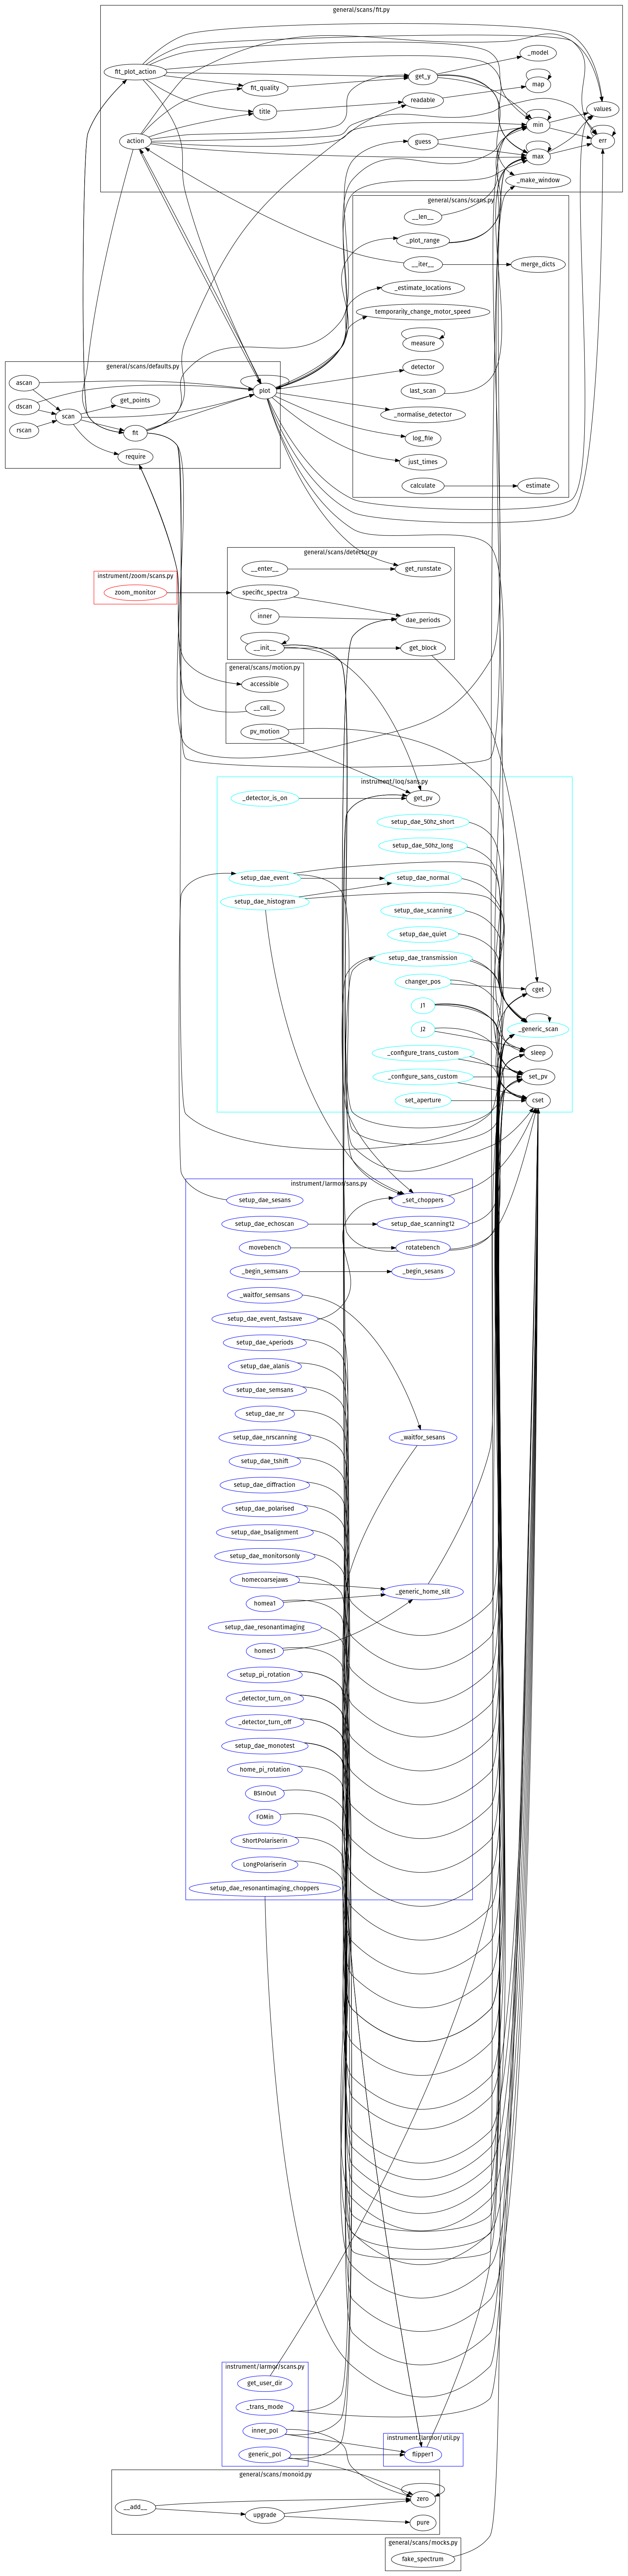 general/scans/fit.py
_model
fit_plot_action
get_y
map
fit_quality
readable
values
title
min
action
guess
err
max
_make_window
general/scans/scans.py
__len__
_plot_range
__iter__
merge_dicts
_estimate_locations
temporarily_change_motor_speed
measure
general/scans/defaults.py
detector
ascan
plot
last_scan
get_points
dscan
scan
_normalise_detector
rscan
fit
log_file
require
just_times
calculate
estimate
general/scans/detector.py
__enter__
get_runstate
instrument/zoom/scans.py
zoom_monitor
specific_spectra
inner
dae_periods
__init__
get_block
general/scans/motion.py
accessible
__call__
pv_motion
instrument/loq/sans.py
_detector_is_on
get_pv
setup_dae_50hz_short
setup_dae_50hz_long
setup_dae_event
setup_dae_normal
setup_dae_histogram
setup_dae_scanning
setup_dae_quiet
setup_dae_transmission
changer_pos
cget
J1
_generic_scan
J2
_configure_trans_custom
sleep
_configure_sans_custom
set_pv
set_aperture
cset
instrument/larmor/sans.py
setup_dae_sesans
_set_choppers
setup_dae_echoscan
setup_dae_scanning12
movebench
rotatebench
_begin_semsans
_begin_sesans
_waitfor_semsans
setup_dae_event_fastsave
setup_dae_4periods
setup_dae_alanis
setup_dae_semsans
setup_dae_nr
setup_dae_nrscanning
_waitfor_sesans
setup_dae_tshift
setup_dae_diffraction
setup_dae_polarised
setup_dae_bsalignment
setup_dae_monitorsonly
homecoarsejaws
_generic_home_slit
homea1
setup_dae_resonantimaging
homes1
setup_pi_rotation
_detector_turn_on
_detector_turn_off
setup_dae_monotest
home_pi_rotation
BSInOut
FOMin
ShortPolariserin
LongPolariserin
setup_dae_resonantimaging_choppers
instrument/larmor/scans.py
get_user_dir
_trans_mode
inner_pol
instrument/larmor/util.py
generic_pol
flipper1
general/scans/monoid.py
zero
__add__
upgrade
pure
general/scans/mocks.py
fake_spectrum